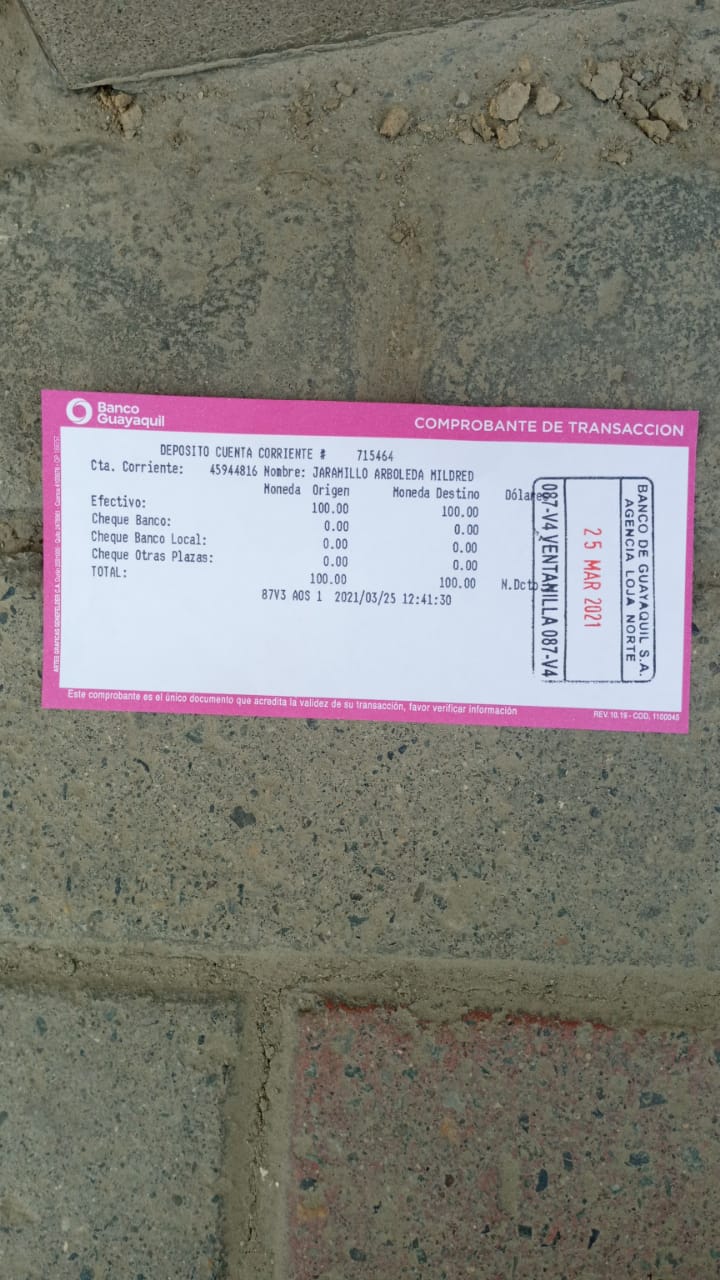 Banco
Guayaquil
COMPROBANTE DE TRANSACCION
DEPOSITO CUENTA CORRIENTE # 715464
Cta. Corriente: 45944816 Nombre: JARAMILLO ARBOLEDA MILDRED
Moneda Origen Moneda Destino Dólares
Efectivo: 100.00 100.00
Cheque Banco: 0.00 0.00
Cheque Banco Local: 0.00 0.00
Cheque Otras Plazas: 0.00 0.00
TOTAL: 100.00 100.00 N.Dcto
87V3 AOS 1 2021/03/25 12:41:30
BANCO DE GUAYAQUIL S.A.
AGENCIA LOJA NORTE
25 MAR 2021
087-V4 VENTANILLA 087-V4
Este comprobante es el único documento que acredita la validez de su transacción, favor verificar información
REV. 10.19 - COD. 1100045